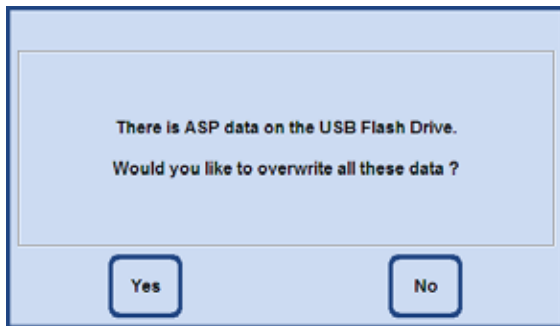 There is ASP data on the USB Flash Drive.
Would you like to overwrite all these data ?
Yes
No